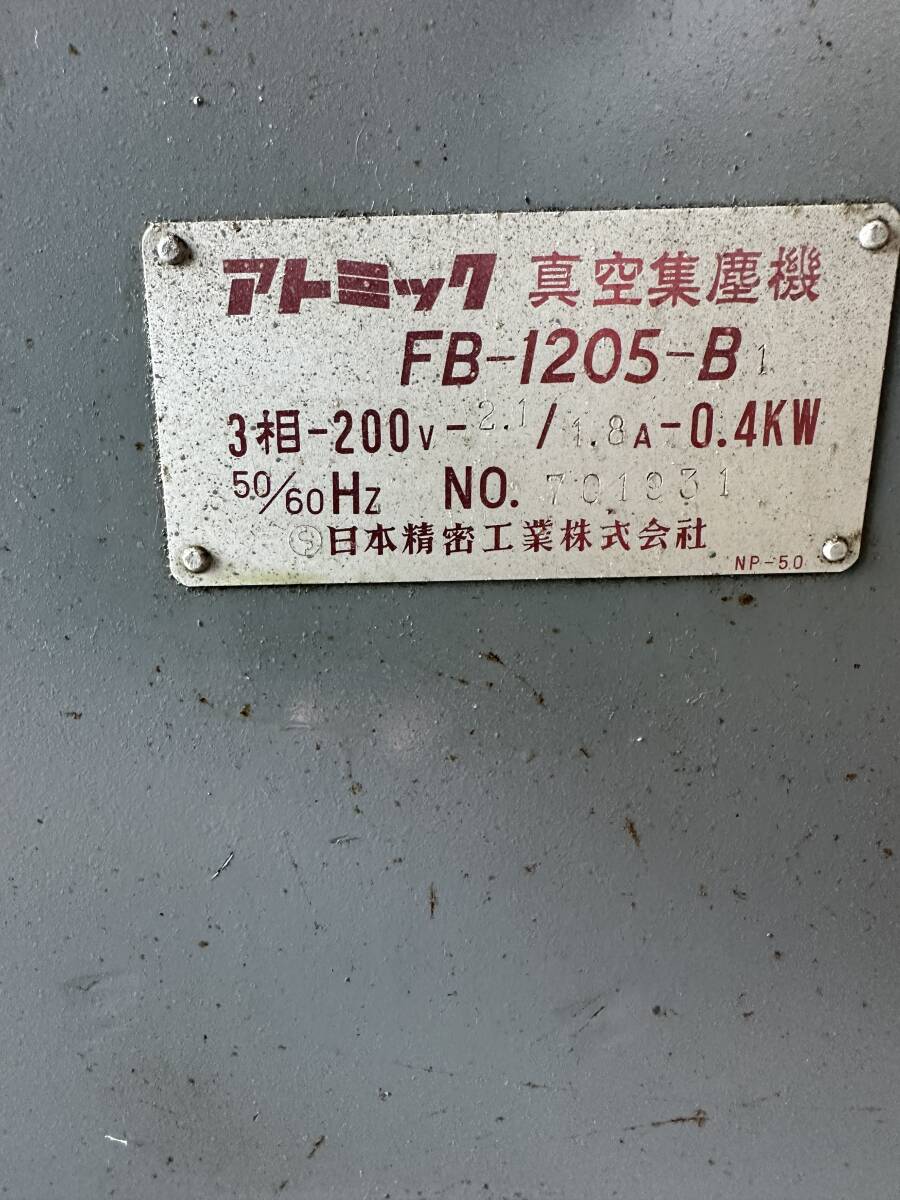 アトミック 真空集塵機
FB-1205-B1
3相-200V-2.1/1.8A-0.4KW
50/60Hz NO. 701931
日本精密工業株式会社
NP-50